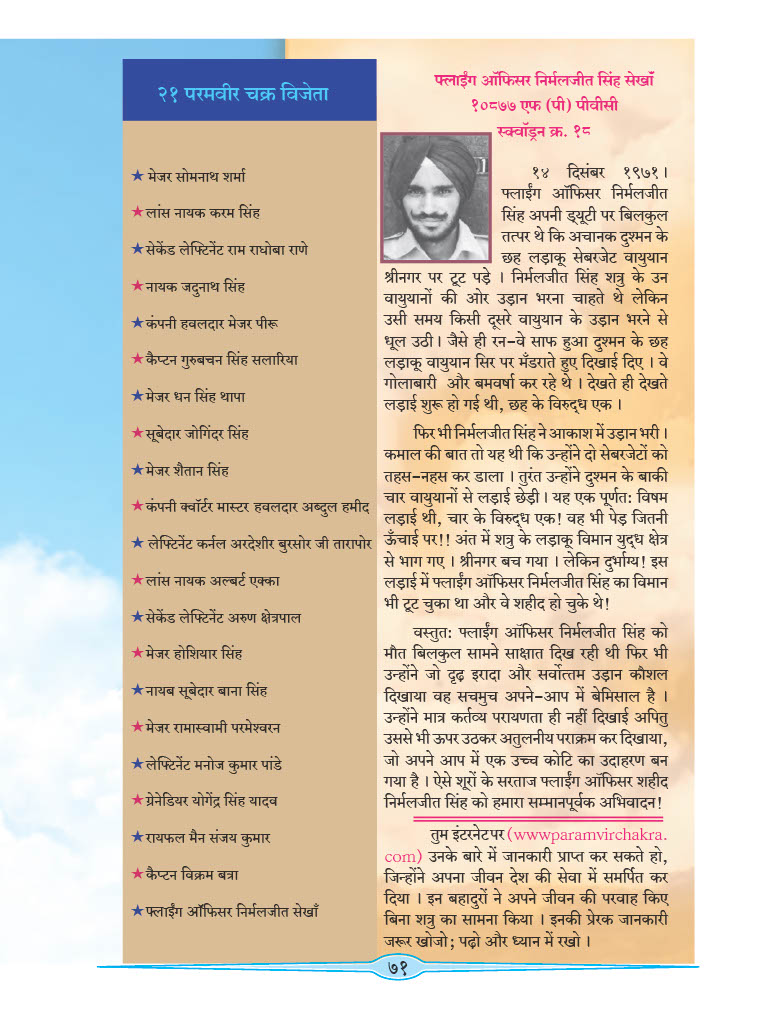 २१ परमवीर चक्र विजेता
★ मेजर सोमनाथ शर्मा
★ लांस नायक करम सिंह
★ सेकेंड लेफ्टिनेंट राम राधोबा राणे
★ नायक जदुनाथ सिंह
★ कंपनी हवलदार मेजर पीरू
★ कैप्टन गुरुबचन सिंह सलारिया
★ मेजर धन सिंह थापा
★ सूबेदार जोगिंदर सिंह
★ मेजर शैतान सिंह
★ कंपनी क्वॉर्टर मास्टर हवलदार अब्दुल हमीद
★ लेफ्टिनेंट कर्नल अरदेशीर बुरसोर जी तारापोर
★ लांस नायक अल्बर्ट एक्का
★ सेकेंड लेफ्टिनेंट अरुण क्षेत्रपाल
★ मेजर होशियार सिंह
★ नायब सूबेदार बाना सिंह
★ मेजर रामास्वामी परमेश्वरन
★ लेफ्टिनेंट मनोज कुमार पांडे
★ ग्रेनेडियर योगेंद्र सिंह यादव
★ रायफल मैन संजय कुमार
★ कैप्टन विक्रम बत्रा
★ फ्लाईंग ऑफिसर निर्मलजीत सेखाँ
फ्लाईंग ऑफिसर निर्मलजीत सिंह सेखाँ
१०८७७ एफ (पी) पीवीसी
स्क्वॉड्रन क्र. १८
१४ दिसंबर १९७१।
फ्लाईंग ऑफिसर निर्मलजीत
सिंह अपनी ड्यूटी पर बिलकुल
तत्पर थे कि अचानक दुश्मन के
छह लड़ाकू सेबरजेट वायुयान
श्रीनगर पर टूट पड़े । निर्मलजीत सिंह शत्रु के उन
वायुयानों की ओर उड़ान भरना चाहते थे लेकिन
उसी समय किसी दूसरे वायुयान के उड़ान भरने से
धूल उठी । जैसे ही रन-वे साफ हुआ दुश्मन के छह
लड़ाकू वायुयान सिर पर मँडराते हुए दिखाई दिए । वे
गोलाबारी और बमवर्षा कर रहे थे । देखते ही देखते
लड़ाई शुरू हो गई थी, छह के विरुद्ध एक ।
फिर भी निर्मलजीत सिंह ने आकाश में उड़ान भरी ।
कमाल की बात तो यह थी कि उन्होंने दो सेबरजेटों को
तहस-नहस कर डाला । तुरंत उन्होंने दुश्मन के बाकी
चार वायुयानों से लड़ाई छेड़ी । यह एक पूर्णत: विषम
लड़ाई थी, चार के विरुद्ध एक! वह भी पेड़ जितनी
ऊँचाई पर!! अंत में शत्रु के लड़ाकू विमान युद्ध क्षेत्र
से भाग गए । श्रीनगर बच गया । लेकिन दुर्भाग्य! इस
लड़ाई में फ्लाईंग ऑफिसर निर्मलजीत सिंह का विमान
भी टूट चुका था और वे शहीद हो चुके थे!
वस्तुत: फ्लाईंग ऑफिसर निर्मलजीत सिंह को
मौत बिलकुल सामने साक्षात दिख रही थी फिर भी
उन्होंने जो दृढ़ इरादा और सर्वोत्तम उड़ान कौशल
दिखाया वह सचमुच अपने-आप में बेमिसाल है ।
उन्होंने मात्र कर्तव्य परायणता ही नहीं दिखाई अपितु
उससे भी ऊपर उठकर अतुलनीय पराक्रम कर दिखाया,
जो अपने आप में एक उच्च कोटि का उदाहरण बन
गया है । ऐसे शूरों के सरताज फ्लाईंग ऑफिसर शहीद
निर्मलजीत सिंह को हमारा सम्मानपूर्वक अभिवादन!
तुम इंटरनेट पर (wwwparamvirchakra.
com) उनके बारे में जानकारी प्राप्त कर सकते हो,
जिन्होंने अपना जीवन देश की सेवा में समर्पित कर
दिया । इन बहादुरों ने अपने जीवन की परवाह किए
बिना शत्रु का सामना किया । इनकी प्रेरक जानकारी
जरूर खोजो; पढ़ो और ध्यान में रखो ।
७१